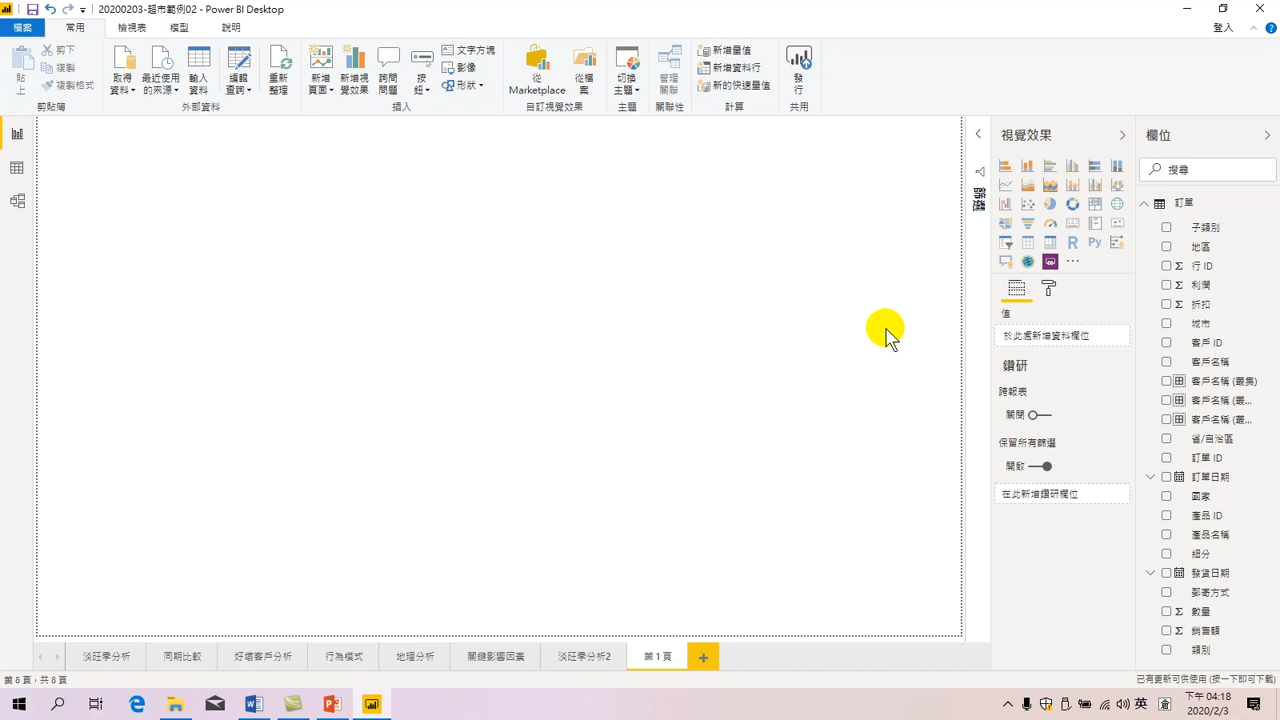 20200203-超市範例02 - Power BI Desktop
檔案
常用
檢視表
模型
說明
登入
貼上
剪下
複製
複製格式
剪貼簿
取得資料
最近使用的來源
輸入資料
編輯查詢
重新整理
外部資料
新增頁面
新增視覺效果
詢問問題
按鈕
文字方塊
影像
形狀
插入
從 Marketplace
從檔案
自訂視覺效果
切換主題
主題
管理關聯
關聯性
新增量值
新增資料行
新的快速量值
計算
發行
共用
篩選
視覺效果
R
Py
值
於此處新增資料欄位
鑽研
跨報表
關閉
保留所有篩選
開啟
在此新增鑽研欄位
欄位
搜尋
訂單
子類別
地區
行 ID
利潤
折扣
城市
客戶 ID
客戶名稱
客戶名稱 (叢集)
客戶名稱 (叢...
客戶名稱 (叢...
省/自治區
訂單 ID
訂單日期
國家
產品 ID
產品名稱
細分
發貨日期
郵寄方式
數量
銷售額
類別
淡旺季分析
同期比較
好壞客戶分析
行為模式
地理分析
關鍵影響因素
淡旺季分析2
第 1 頁
第 8 頁，共 8 頁
已有更新可供使用 (按一下即可下載)
英
倉
下午 04:18
2020/2/3